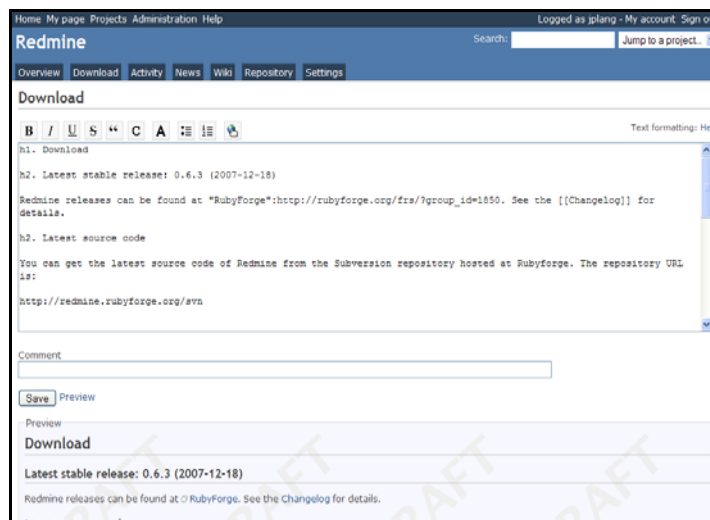 Home My page Projects Administration Help Logged as jplang - My account Sign o
Redmine Search: Jump to a project...
Overview Download Activity News Wiki Repository Settings
Download
B I U S “ C A Text formatting: He
h1. Download
h2. Latest stable release: 0.6.3 (2007-12-18)
Redmine releases can be found at "RubyForge":http://rubyforge.org/frs/?group_id=1850. See the [[Changelog]] for
details.
h2. Latest source code
You can get the latest source code of Redmine from the Subversion repository hosted at Rubyforge. The repository URL
is:
http://redmine.rubyforge.org/svn
Comment
Save Preview
Preview
Download
Latest stable release: 0.6.3 (2007-12-18)
Redmine releases can be found at RubyForge. See the Changelog for details.